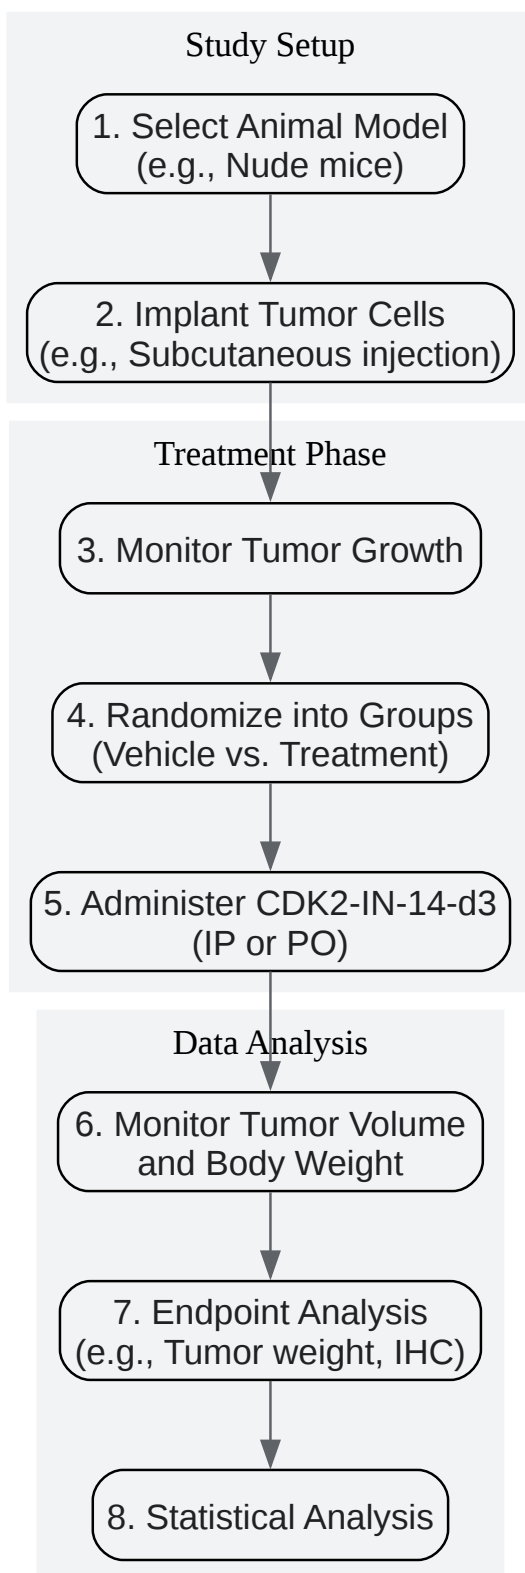 Study Setup
1. Select Animal Model
(e.g., Nude mice)
2. Implant Tumor Cells
(e.g., Subcutaneous injection)
Treatment Phase
3. Monitor Tumor Growth
4. Randomize into Groups
(Vehicle vs. Treatment)
5. Administer CDK2-IN-14-d3
(IP or PO)
Data Analysis
6. Monitor Tumor Volume
and Body Weight
7. Endpoint Analysis
(e.g., Tumor weight, IHC)
8. Statistical Analysis